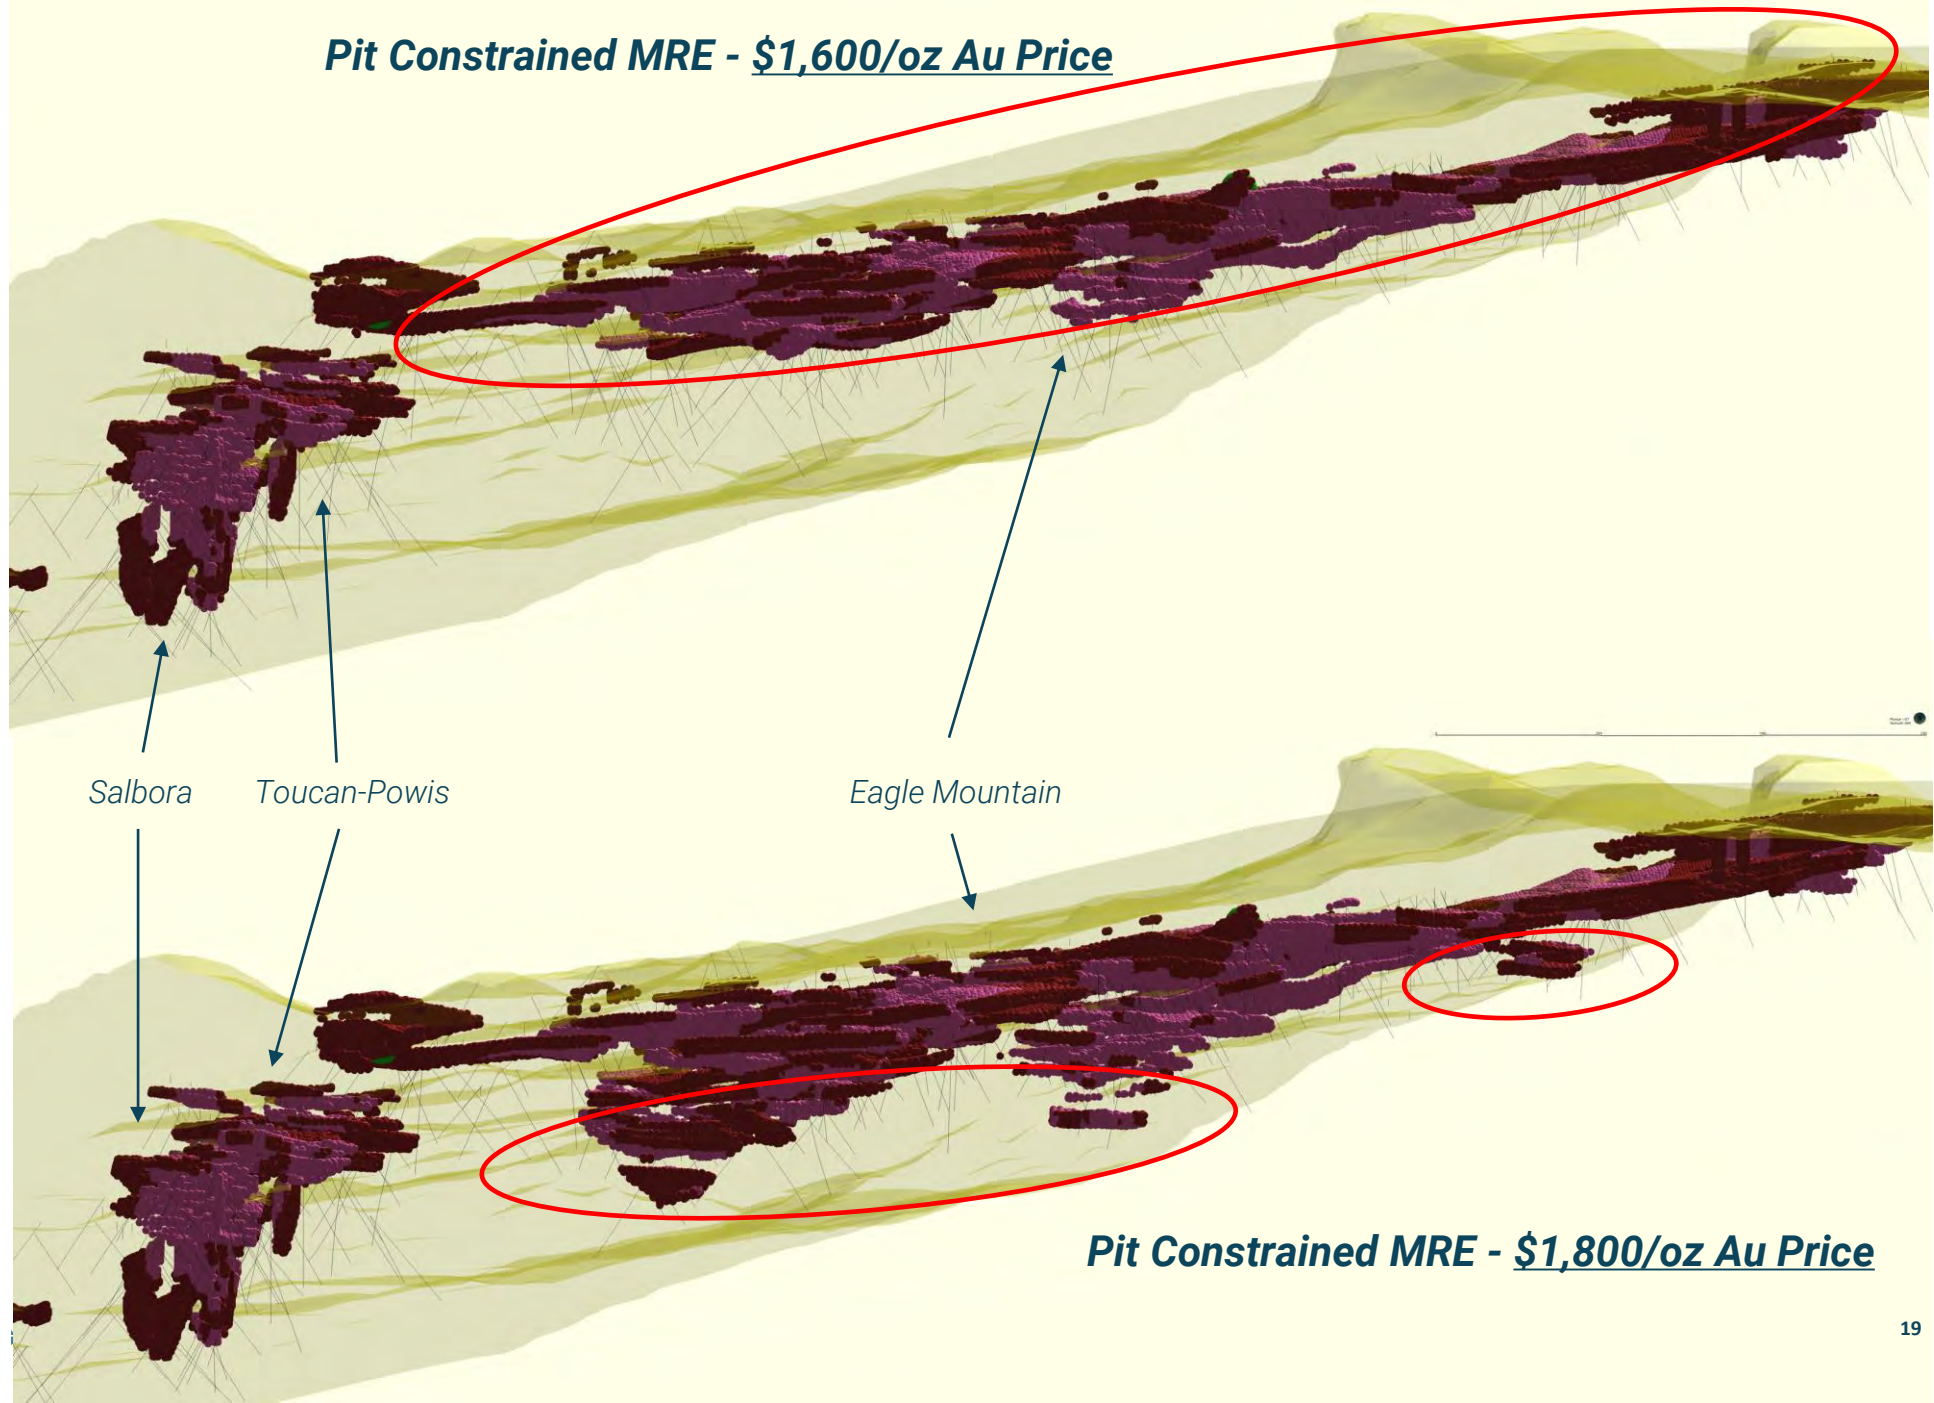 Pit Constrained MRE - $1,600/oz Au Price
Salbora
Toucan-Powis
Eagle Mountain
Pit Constrained MRE - $1,800/oz Au Price
19